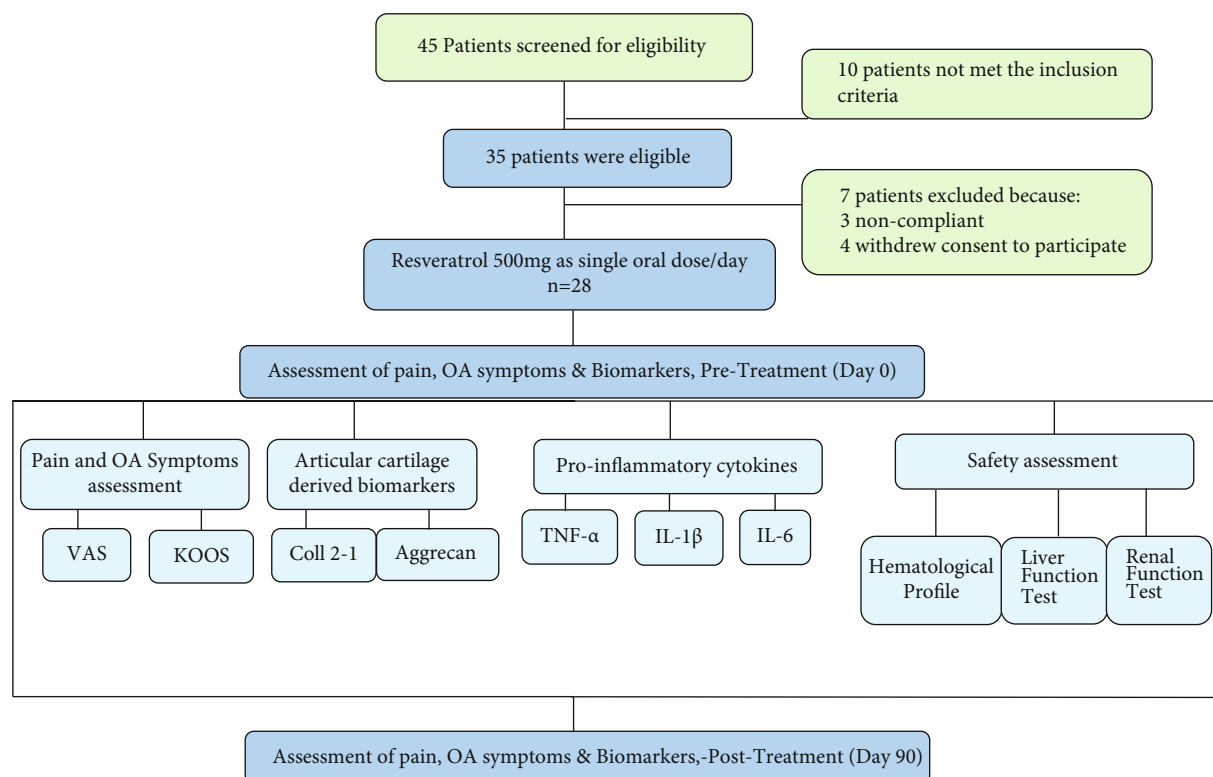 45 Patients screened for eligibility
10 patients not met the inclusion
criteria
35 patients were eligible
7 patients excluded because:
3 non-compliant
4 withdrew consent to participate
Resveratrol 500mg as single oral dose/day
n=28
Assessment of pain, OA symptoms & Biomarkers, Pre-Treatment (Day 0)
Pain and OA Symptoms
assessment
VAS
KOOS
Articular cartilage
derived biomarkers
Coll 2-1
Aggrecan
Pro-inflammatory cytokines
TNF-α
IL-1β
IL-6
Safety assessment
Hematological
Profile
Liver
Function
Test
Renal
Function
Test
Assessment of pain, OA symptoms & Biomarkers,-Post-Treatment (Day 90)